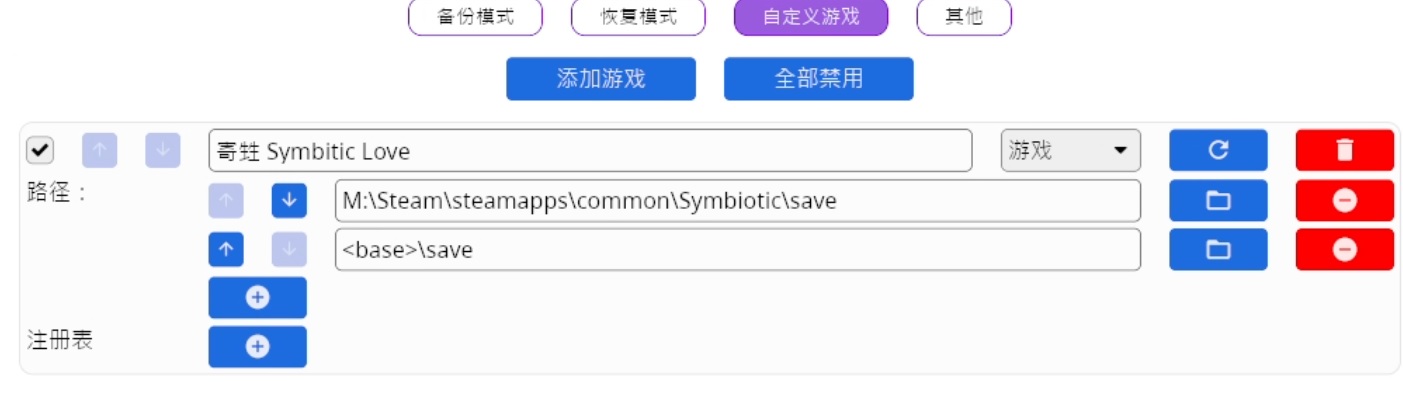 备份模式 恢复模式 自定义游戏 其他
添加游戏 全部禁用
寄甡 Symbitic Love 游戏
路径：
M:\Steam\steamapps\common\Symbiotic\save
<base>\save
注册表